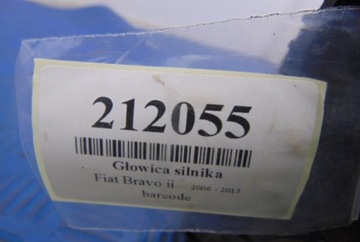 212055
Głowica silnika
Fiat Bravo ii 2006 - 2013
barcode